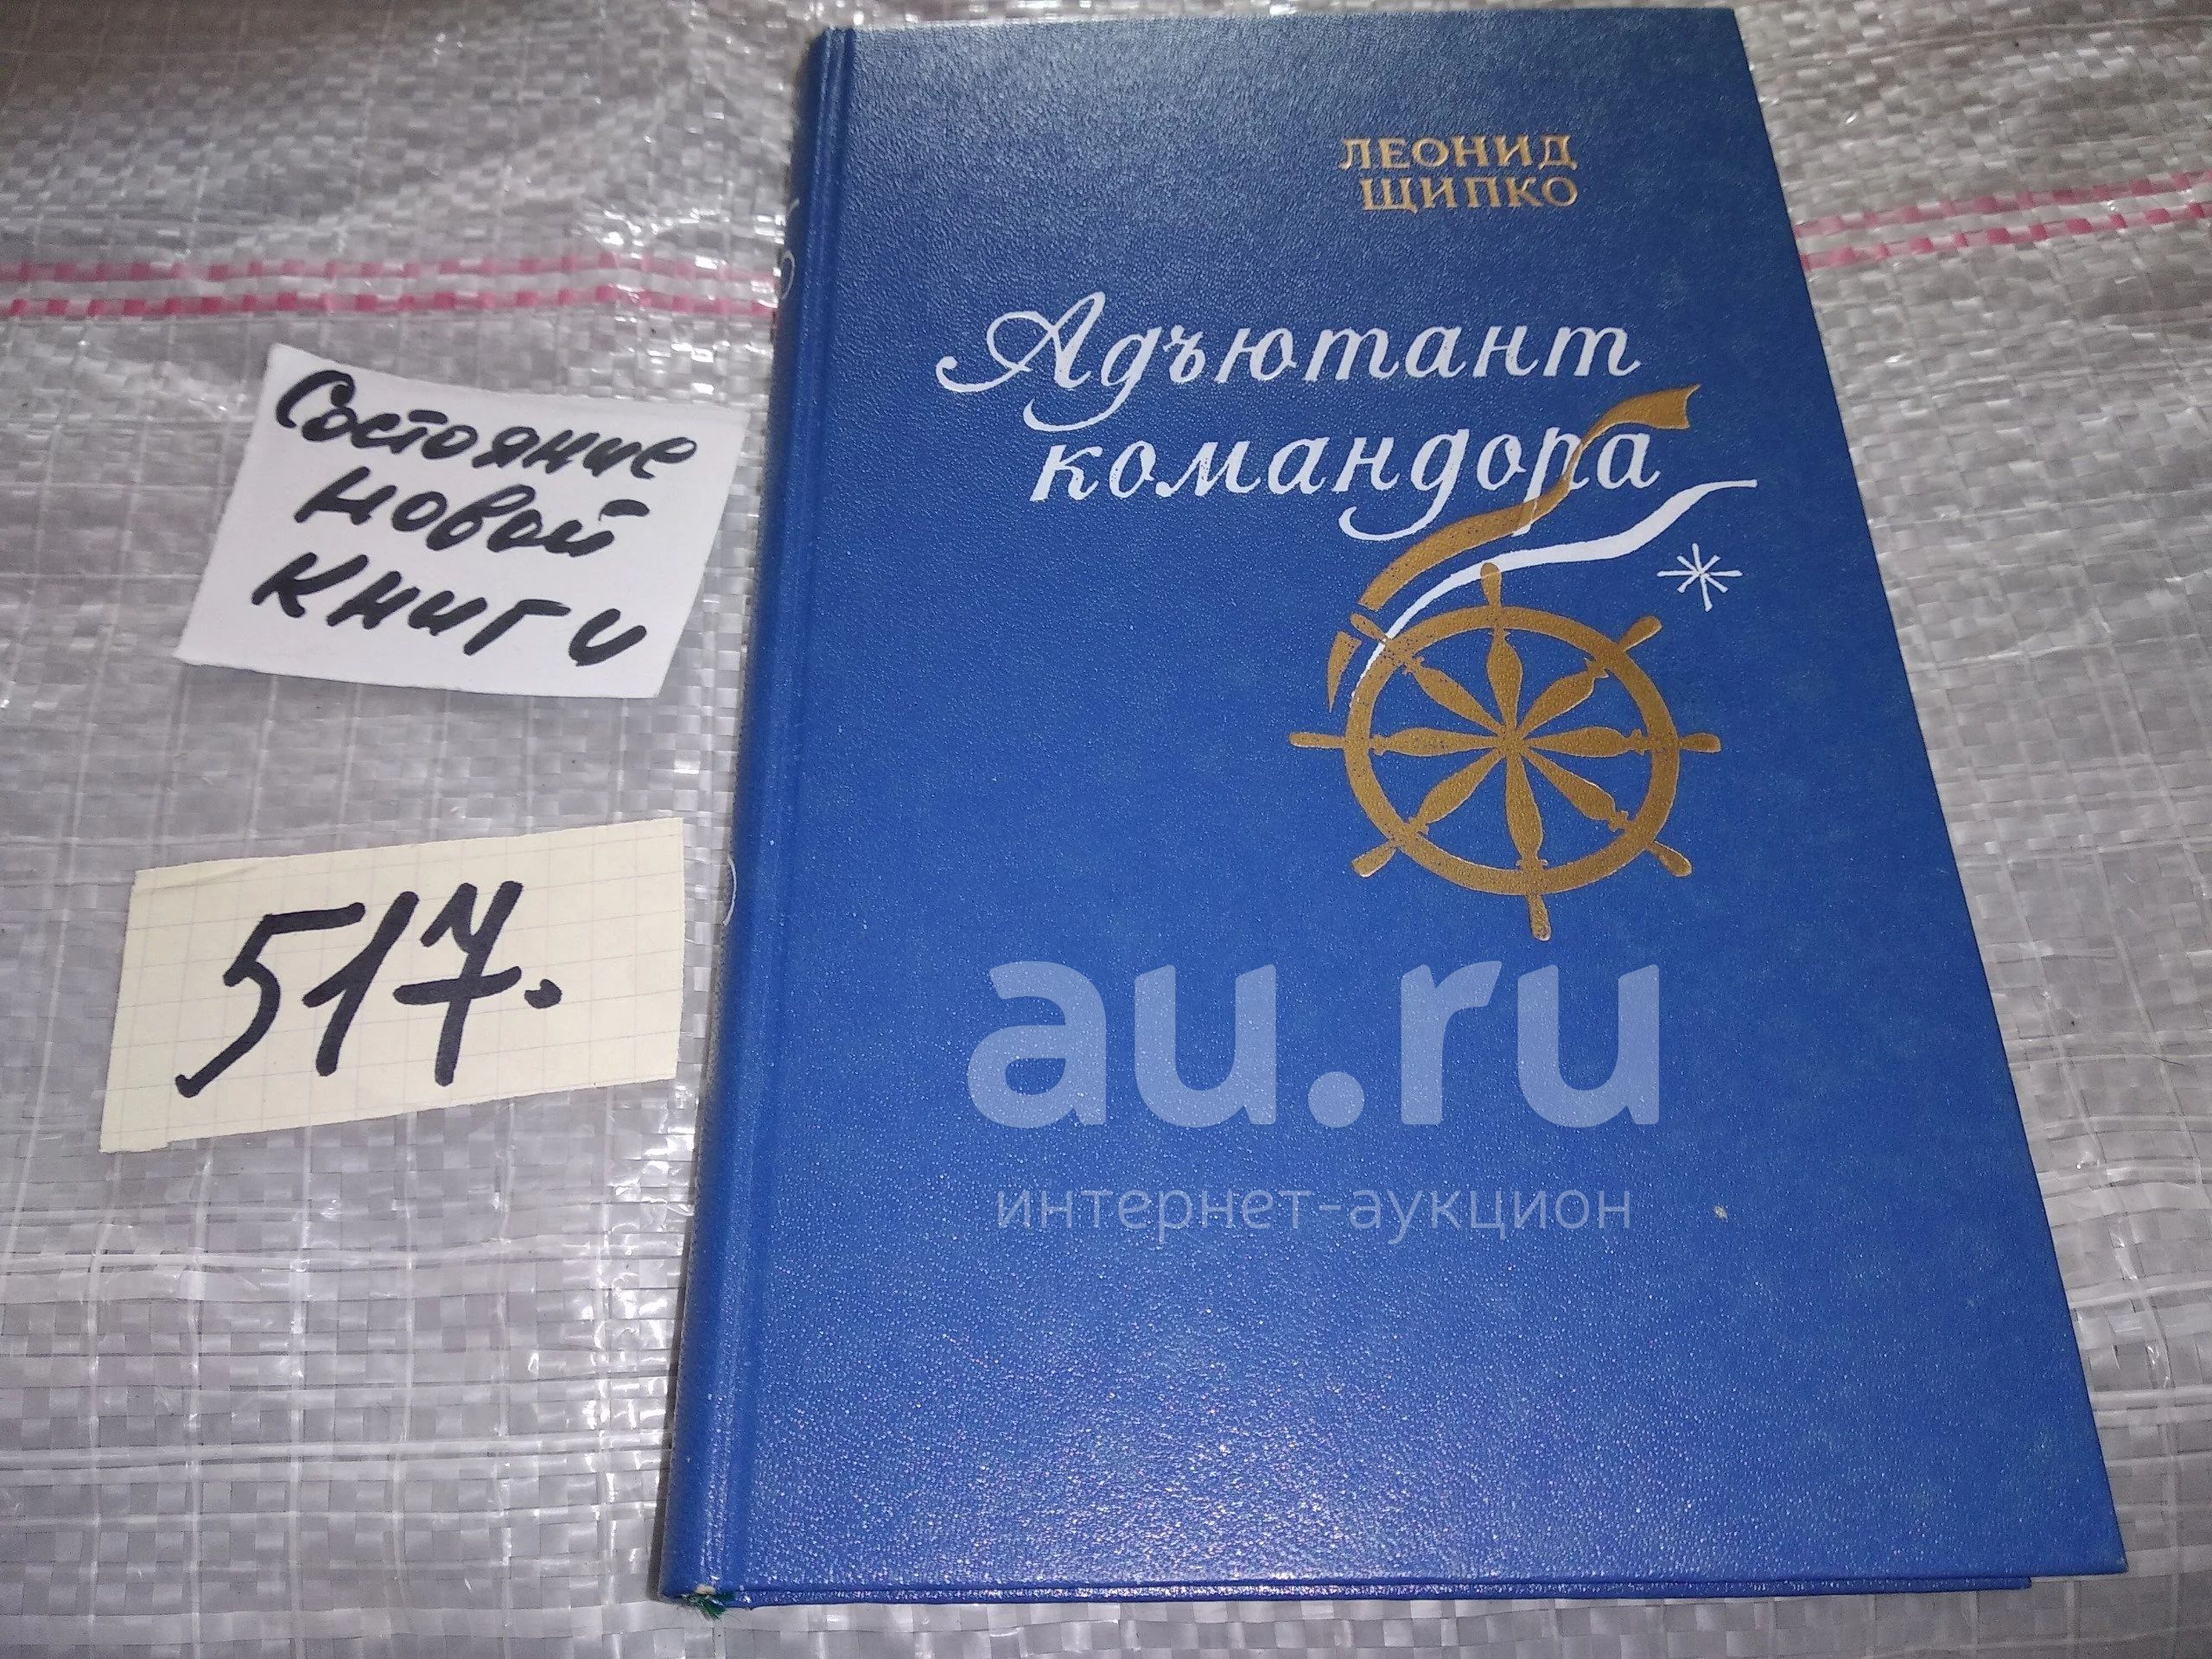 ЛЕОНИД
ЩИПКО
Адъютант
командора
Состояние
новой
книги
517.
au.ru
интернет-аукцион